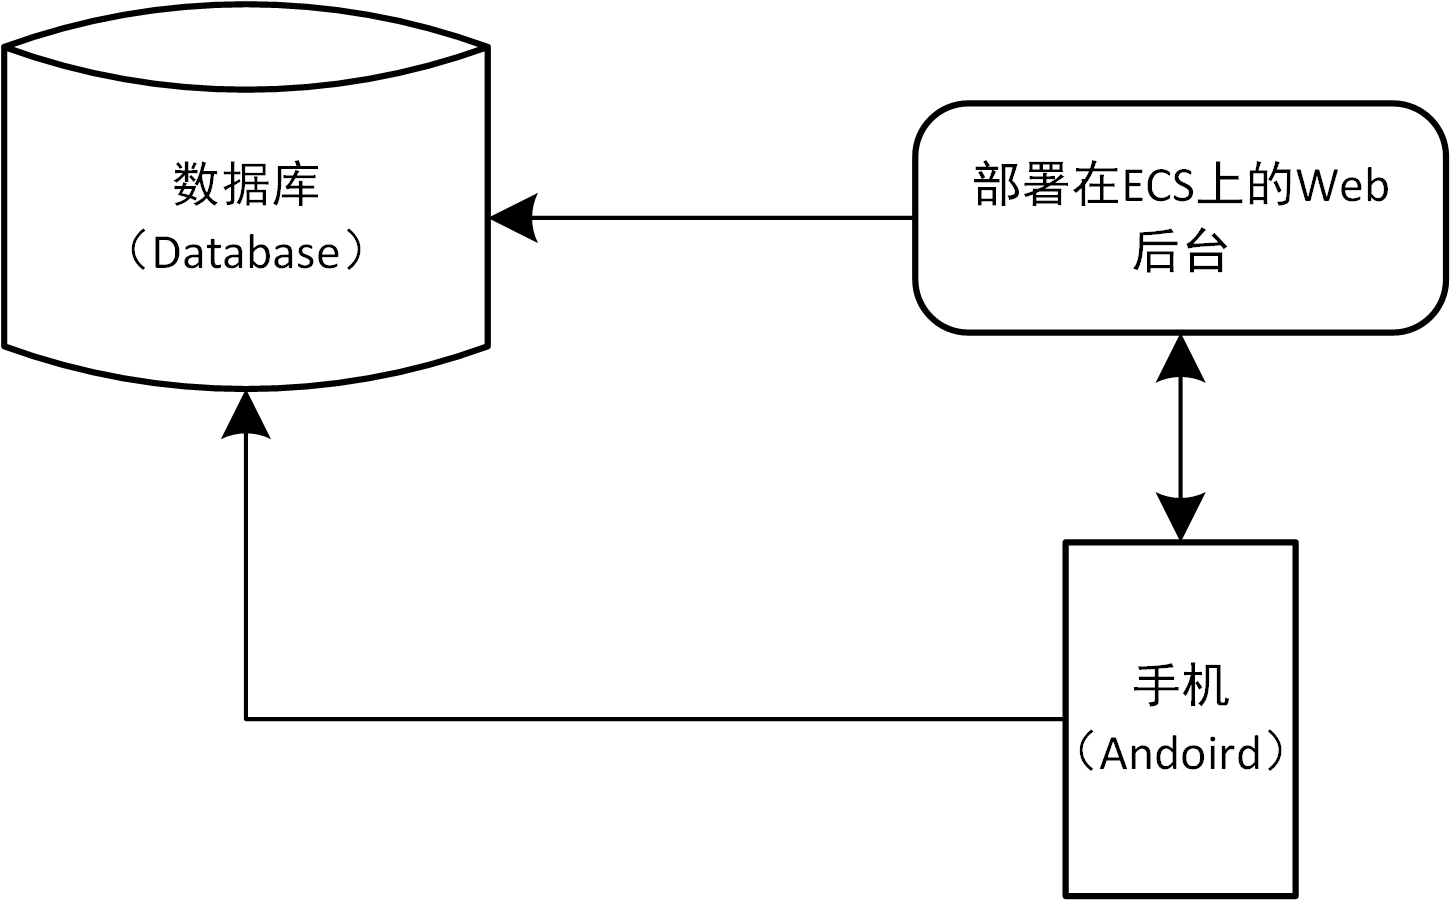 数据库
（Database）
部署在ECS上的Web
后台
手机
（Andoird）